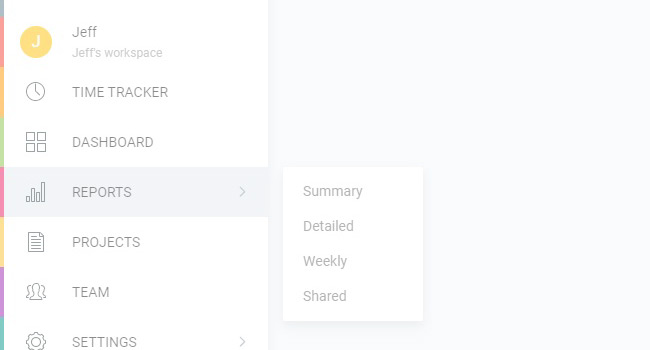 J
Jeff
Jeff's workspace
TIME TRACKER
DASHBOARD
REPORTS
PROJECTS
TEAM
SETTINGS
Summary
Detailed
Weekly
Shared